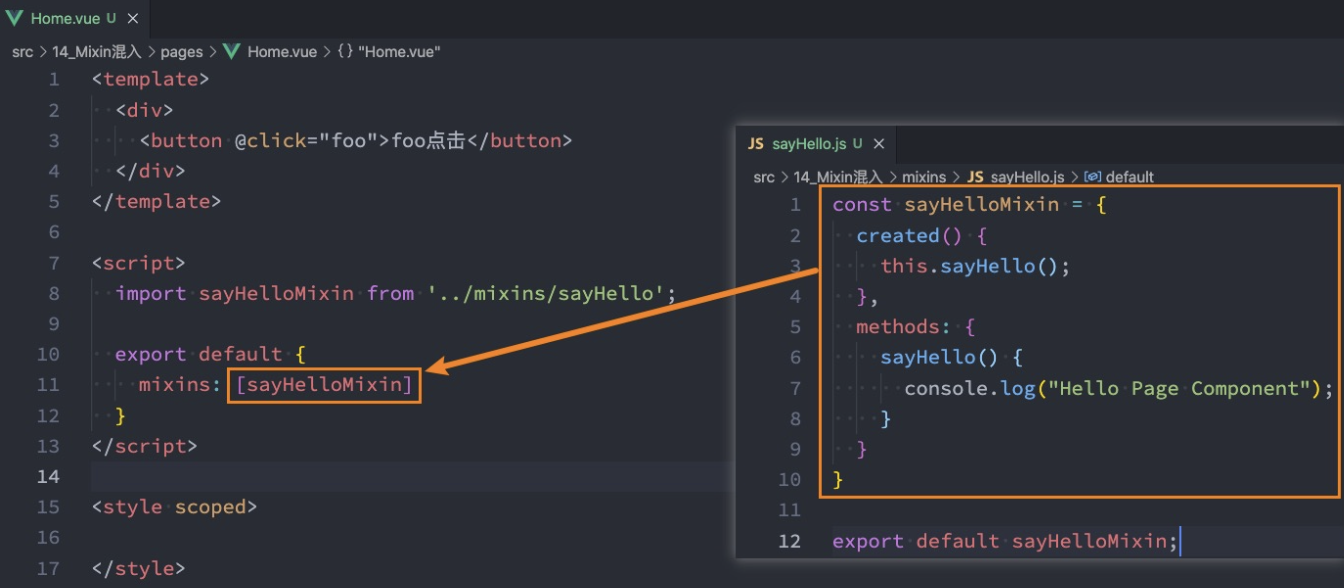 Home.vue U ×
src > 14_Mixin混入 > pages > Home.vue > {} "Home.vue"
1 <template>
2 <div>
3 <button @click="foo">foo点击</button>
4 </div>
5 </template>
6
7 <script>
8 import sayHelloMixin from '../mixins/sayHello';
9
10 export default {
11 mixins: [sayHelloMixin]
12 }
13 </script>
14
15 <style scoped>
16
17 </style>
JS sayHello.js U ×
src > 14_Mixin混入 > mixins > JS sayHello.js > default
1 const sayHelloMixin = {
2 created() {
3 this.sayHello();
4 },
5 methods: {
6 sayHello() {
7 console.log("Hello Page Component");
8 }
9 }
10 }
11
12 export default sayHelloMixin;